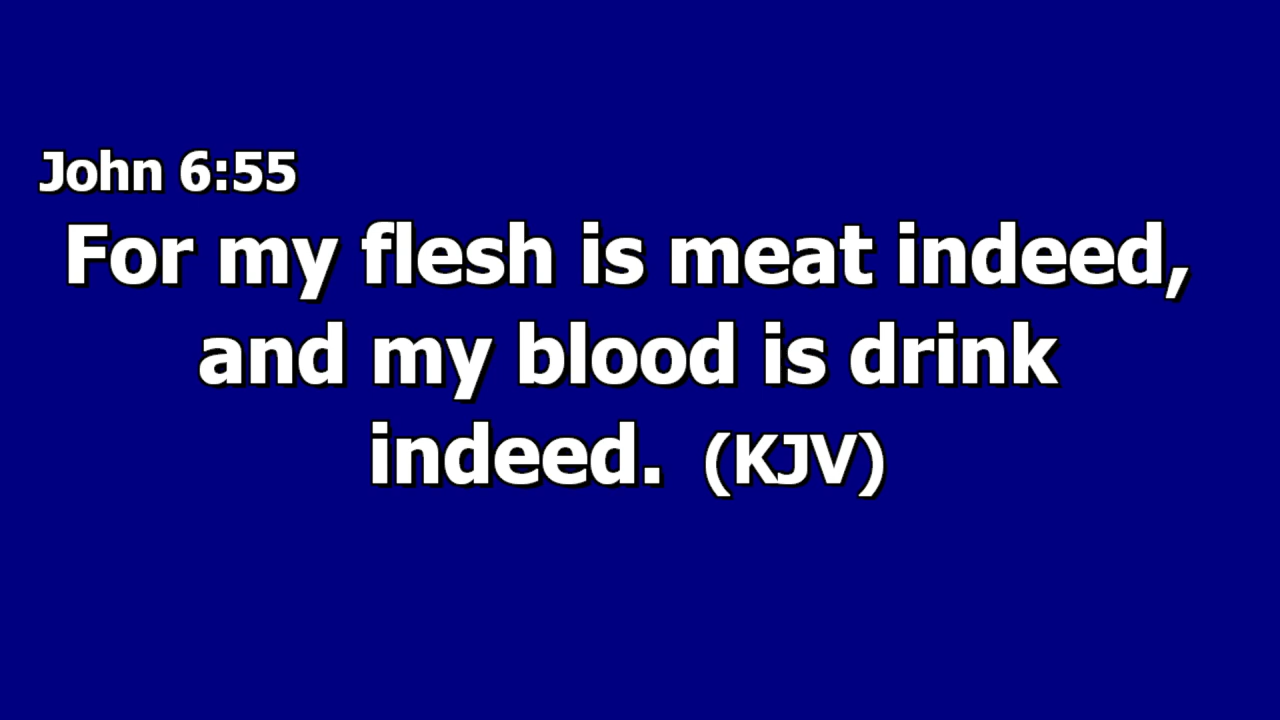 John 6:55
For my flesh is meat indeed,
and my blood is drink
indeed. (KJV)